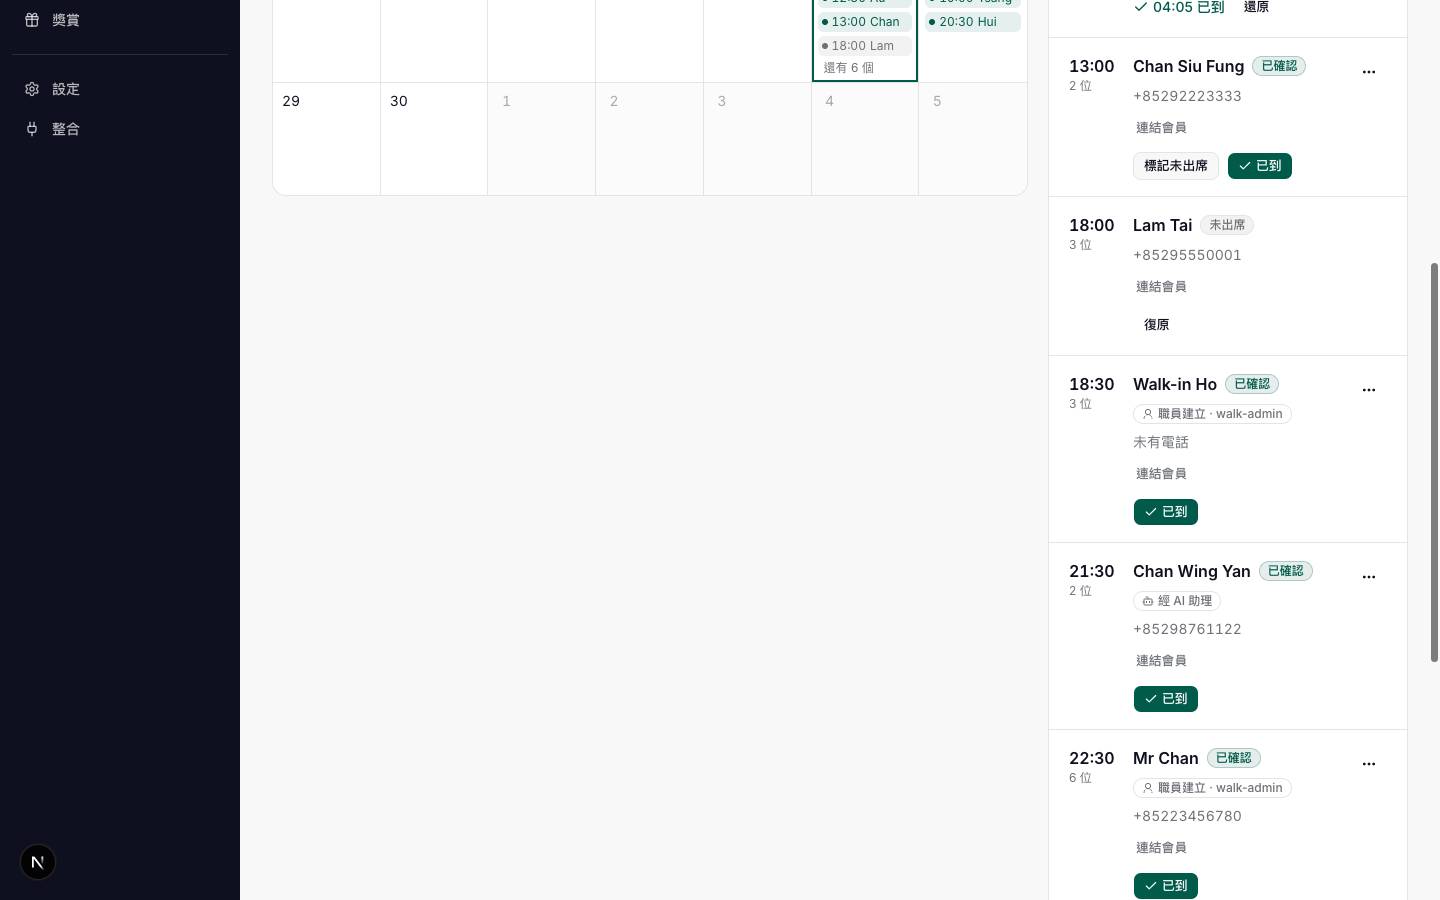 獎賞
設定
整合
13:00 Chan
18:00 Lam
還有 6 個
20:30 Hui
29
30
1
2
3
4
5
04:05 已到
還原
13:00
2 位
Chan Siu Fung
已確認
...
+85292223333
連結會員
標記未出席
已到
18:00
3 位
Lam Tai
未出席
+85295550001
連結會員
復原
18:30
3 位
Walk-in Ho
已確認
...
職員建立 · walk-admin
未有電話
連結會員
已到
21:30
2 位
Chan Wing Yan
已確認
...
經 AI 助理
+85298761122
連結會員
已到
22:30
6 位
Mr Chan
已確認
...
職員建立 · walk-admin
+85223456780
連結會員
已到
N